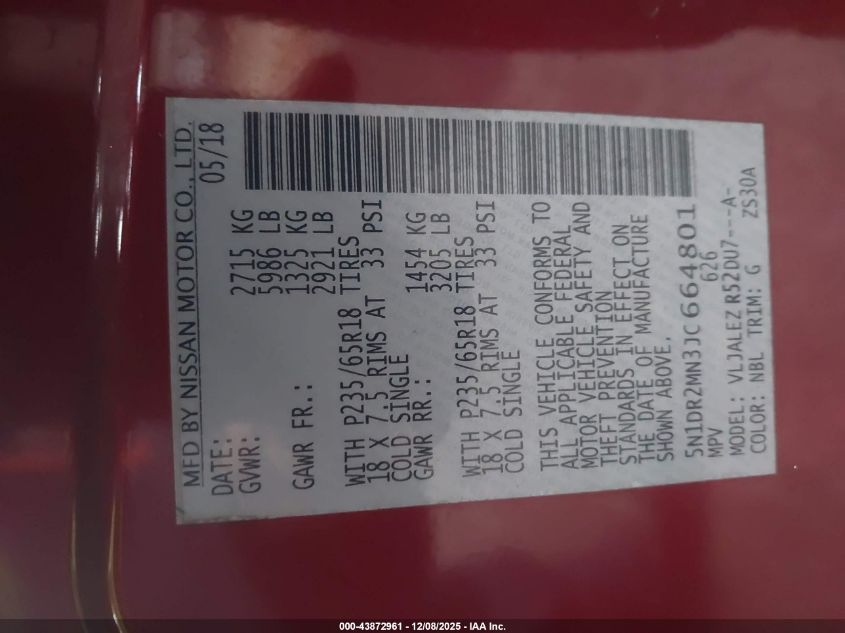 MFD BY NISSAN MOTOR CO., LTD.
DATE: 05/18
GVWR: 2715 KG
5986 LB
GAWR FR.: 1325 KG
2921 LB
WITH P235/65R18 TIRES
18 X 7.5 RIMS AT 33 PSI
COLD SINGLE
GAWR RR.: 1454 KG
3205 LB
WITH P235/65R18 TIRES
18 X 7.5 RIMS AT 33 PSI
COLD SINGLE
THIS VEHICLE CONFORMS TO
ALL APPLICABLE FEDERAL
MOTOR VEHICLE SAFETY AND
THEFT PREVENTION
STANDARDS IN EFFECT ON
THE DATE OF MANUFACTURE
SHOWN ABOVE.
5N1DR2MN3JC664801
MPV 626
MODEL: VLJALEZ R52DU7---A-
COLOR: NBL TRIM: G ZS30A
000-43872961 - 12/08/2025 - IAA Inc.